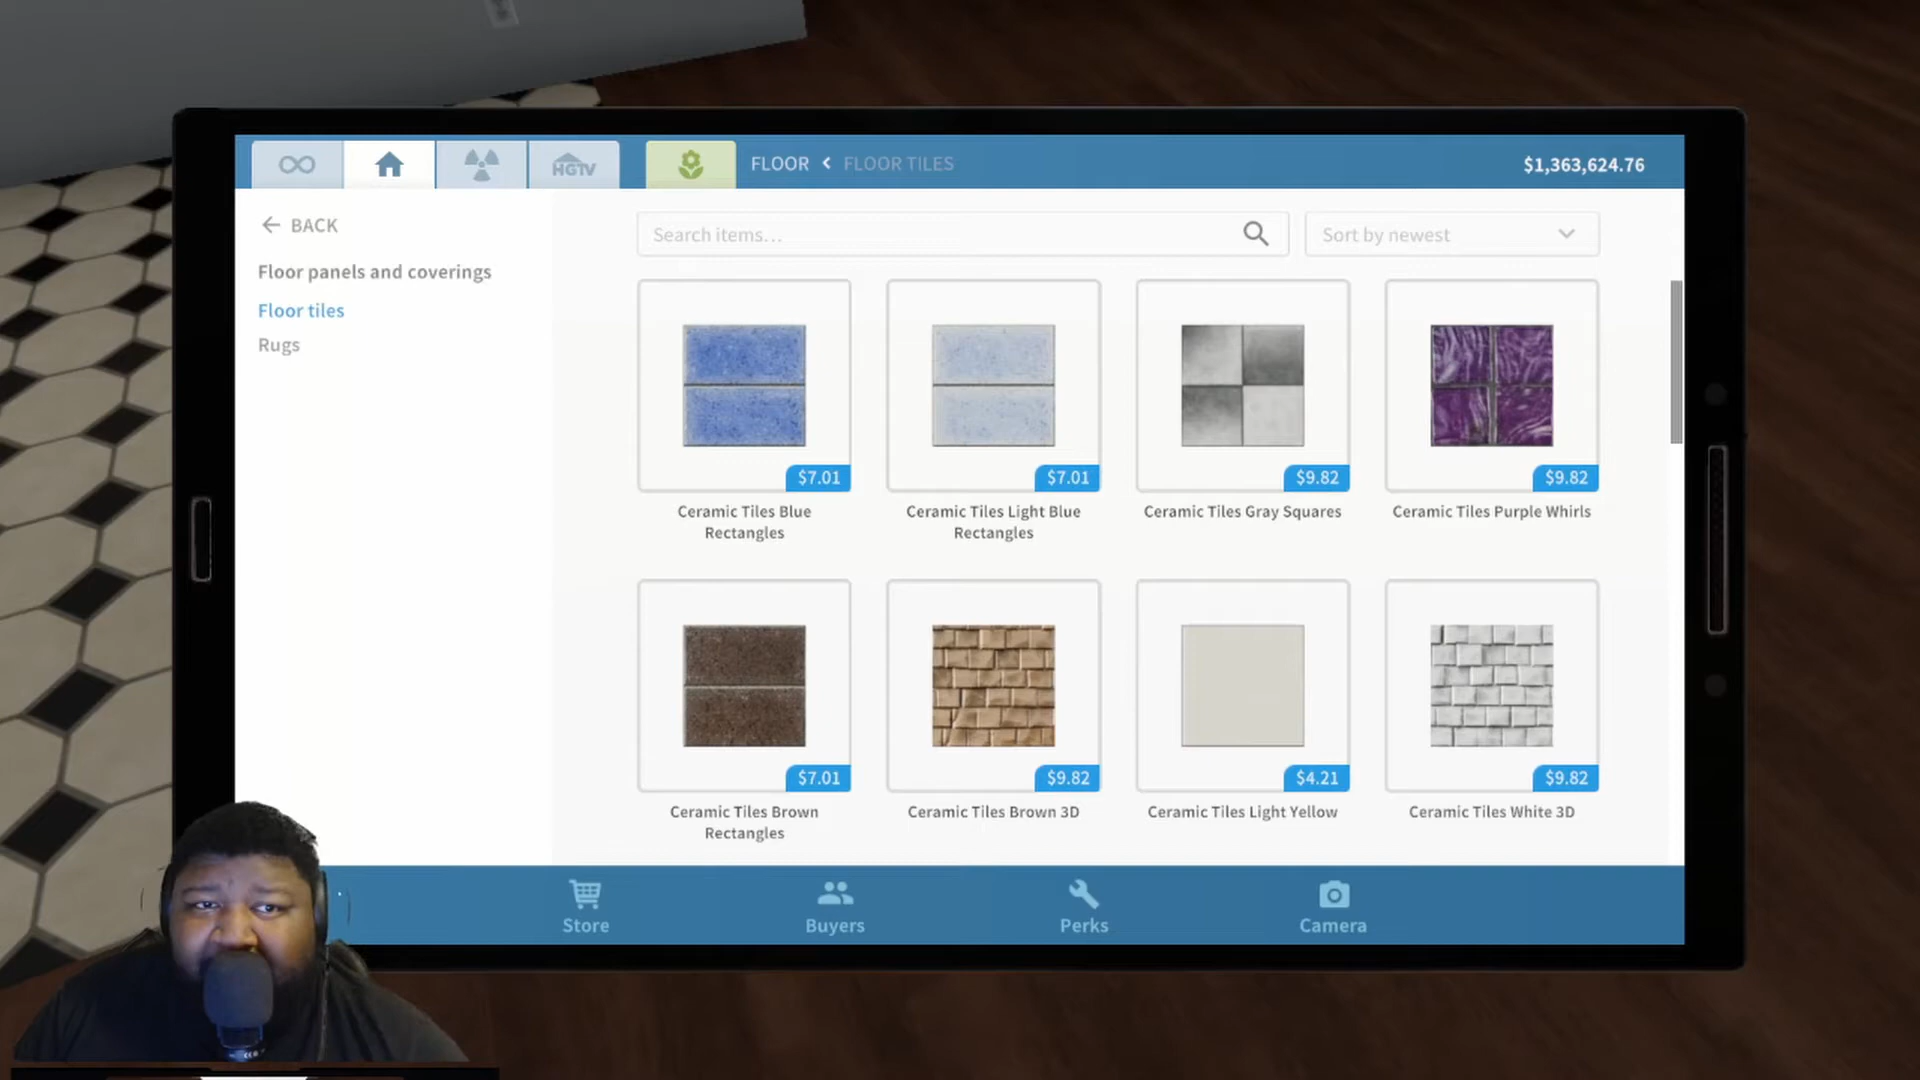 HGTV
FLOOR < FLOOR TILES
$1,363,624.76
← BACK
Floor panels and coverings
Floor tiles
Rugs
Search items...
Sort by newest
$7.01
$7.01
$9.82
$9.82
Ceramic Tiles Blue
Rectangles
Ceramic Tiles Light Blue
Rectangles
Ceramic Tiles Gray Squares
Ceramic Tiles Purple Whirls
$7.01
$9.82
$4.21
$9.82
Ceramic Tiles Brown
Rectangles
Ceramic Tiles Brown 3D
Ceramic Tiles Light Yellow
Ceramic Tiles White 3D
Store
Buyers
Perks
Camera